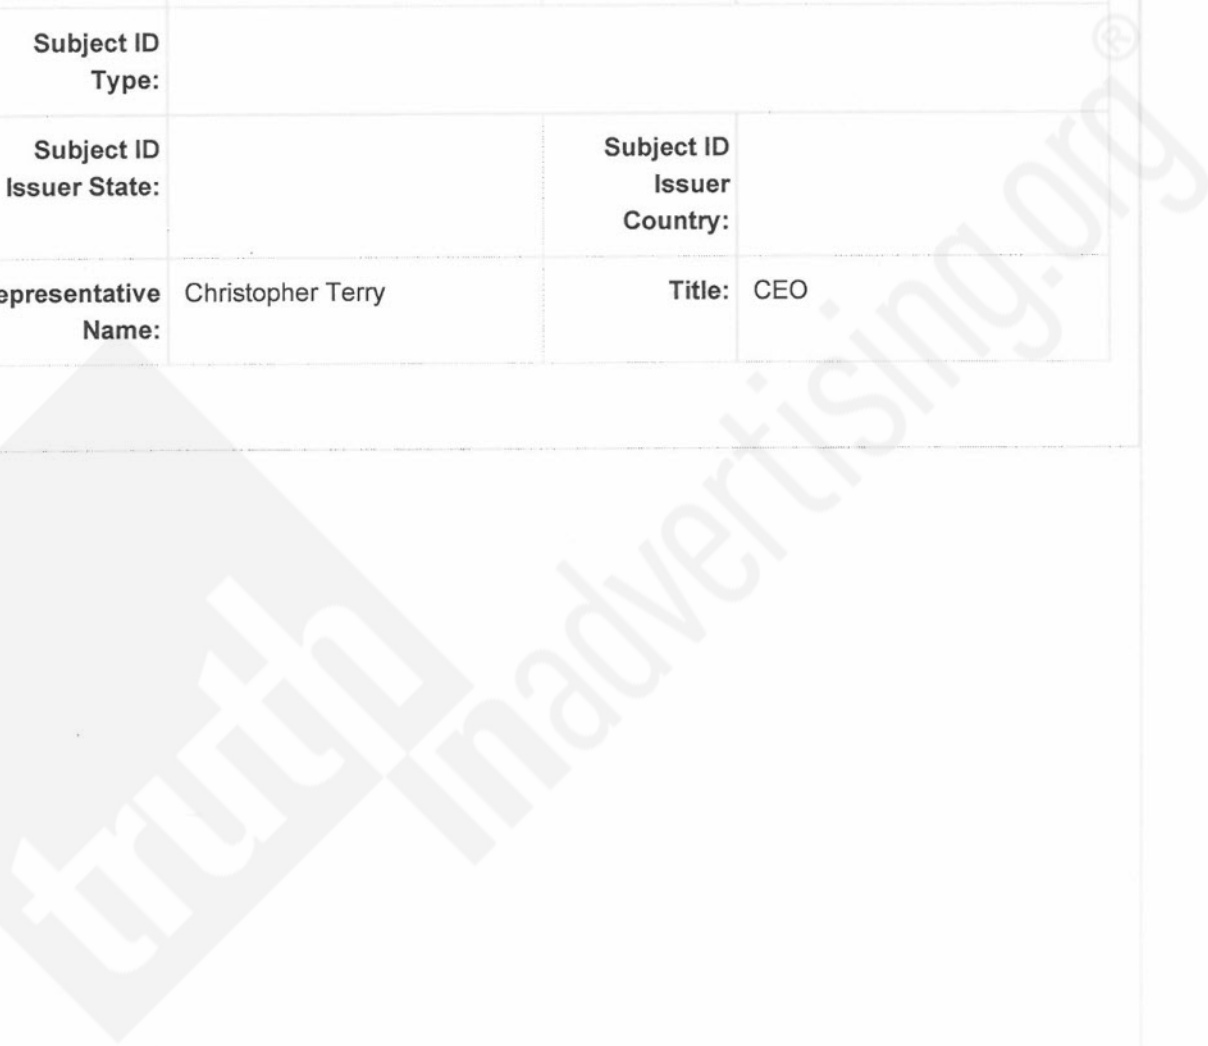 Subject ID
Type:
Subject ID
Issuer State:
Subject ID
Issuer
Country:
epresentative Christopher Terry Title: CEO
Name:
truth
inadvertising.org®